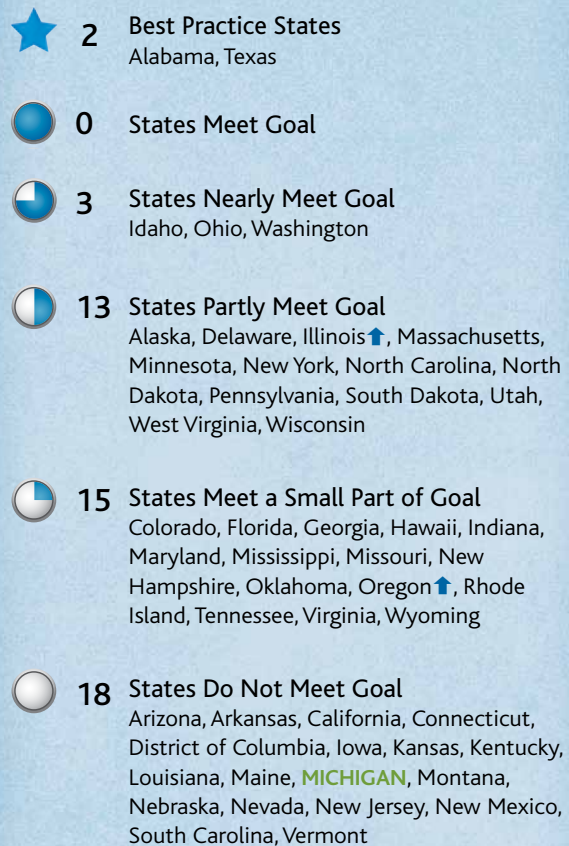 2 Best Practice States
Alabama, Texas
0 States Meet Goal
3 States Nearly Meet Goal
Idaho, Ohio, Washington
13 States Partly Meet Goal
Alaska, Delaware, Illinois⬆, Massachusetts,
Minnesota, New York, North Carolina, North
Dakota, Pennsylvania, South Dakota, Utah,
West Virginia, Wisconsin
15 States Meet a Small Part of Goal
Colorado, Florida, Georgia, Hawaii, Indiana,
Maryland, Mississippi, Missouri, New
Hampshire, Oklahoma, Oregon⬆, Rhode
Island, Tennessee, Virginia, Wyoming
18 States Do Not Meet Goal
Arizona, Arkansas, California, Connecticut,
District of Columbia, Iowa, Kansas, Kentucky,
Louisiana, Maine, MICHIGAN, Montana,
Nebraska, Nevada, New Jersey, New Mexico,
South Carolina, Vermont